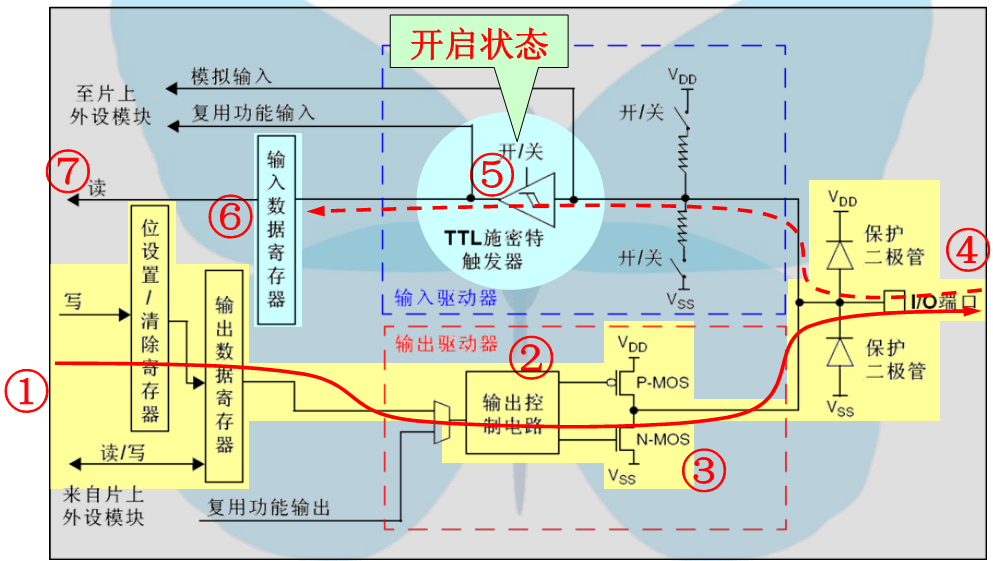 开启状态
模拟输入
至片上
外设模块
复用功能输入
开/关
VDD
开/关
⑦
读
⑥
输入数据寄存器
⑤
TTL施密特
触发器
开/关
VSS
输入驱动器
VDD
保护
二极管
④
I/O端口
位设置/清除寄存器
写
输出数据寄存器
①
输出驱动器
②
输出控
制电路
VDD
P-MOS
N-MOS
VSS
③
保护
二极管
VSS
读/写
来自片上
外设模块
复用功能输出